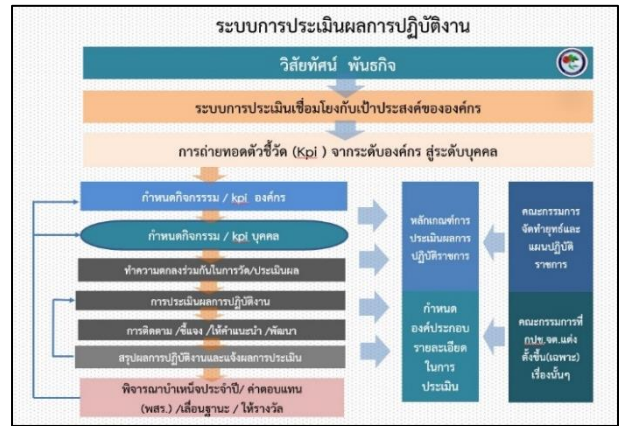 ระบบการประเมินผลการปฏิบัติงาน
วิสัยทัศน์ พันธกิจ
ระบบการประเมินเชื่อมโยงกับเป้าประสงค์ขององค์กร
การถ่ายทอดตัวชี้วัด (Kpi ) จากระดับองค์กร สู่ระดับบุคคล
กำหนดกิจกรรรม / kpi องค์กร
กำหนดกิจกรรม / kpi บุคคล
ทำความตกลงร่วมกันในการวัด/ประเมินผล
การประเมินผลการปฏิบัติงาน
การติดตาม /ชี้แจง /ให้คำแนะนำ /พัฒนา
สรุปผลการปฏิบัติงานและแจ้งผลการประเมิน
พิจารณาบำเหน็จประจำปี/ ค่าตอบแทน
(พสร.) /เลื่อนฐานะ / ให้รางวัล
หลักเกณฑ์การ
ประเมินผลการ
ปฏิบัติราชการ
กำหนด
องค์ประกอบ
รายละเอียด
ในการ
ประเมิน
คณะกรรมการ
จัดทำยุทธ์และ
แผนปฏิบัติ
ราชการ
คณะกรรมการที่
กปช.จต.แต่ง
ตั้งขึ้น(เฉพาะ)
เรื่องนั้นๆ